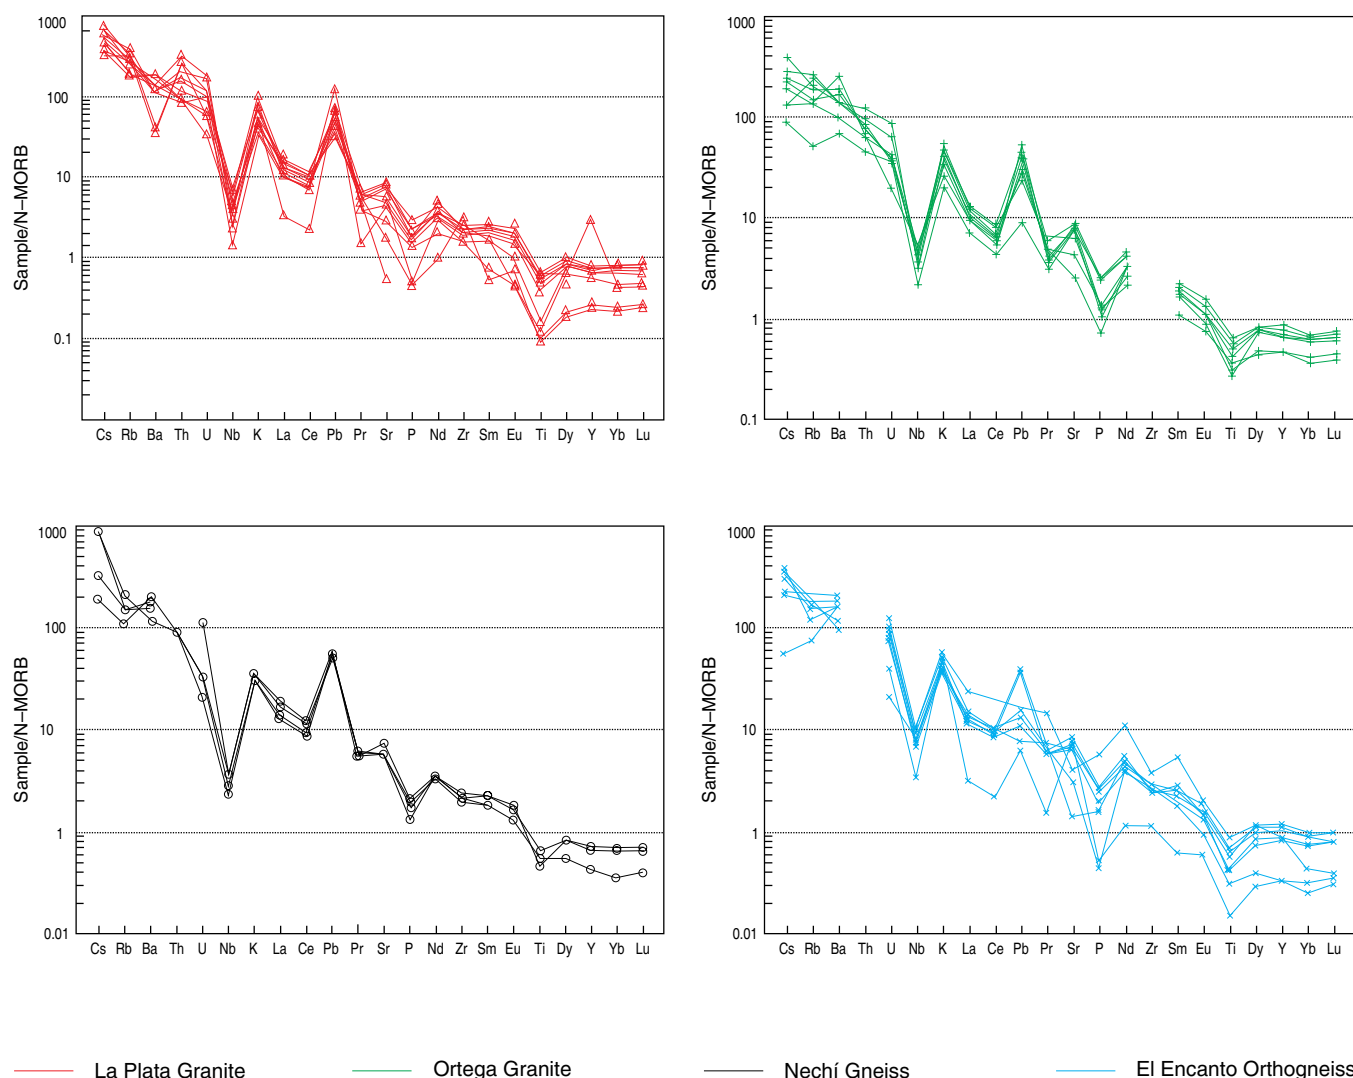 1000
100
10
1
0.1
Sample/N–MORB
Cs Rb Ba Th U Nb K La Ce Pb Pr Sr P Nd Zr Sm Eu Ti Dy Y Yb Lu
1000
100
10
1
0.1
Sample/N–MORB
Cs Rb Ba Th U Nb K La Ce Pb Pr Sr P Nd Zr Sm Eu Ti Dy Y Yb Lu
1000
100
10
1
0.01
Sample/N–MORB
Cs Rb Ba Th U Nb K La Ce Pb Pr Sr P Nd Zr Sm Eu Ti Dy Y Yb Lu
1000
100
10
1
0.01
Sample/N–MORB
Cs Rb Ba Th U Nb K La Ce Pb Pr Sr P Nd Zr Sm Eu Ti Dy Y Yb Lu
La Plata Granite
Ortega Granite
Nechí Gneiss
El Encanto Orthogneiss